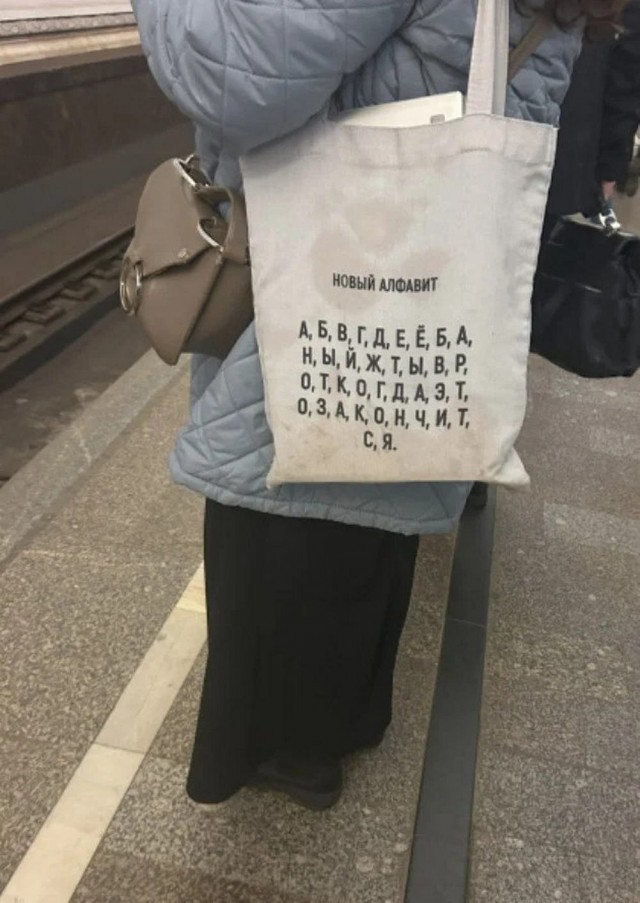 НОВЫЙ АЛФАВИТ
А, Б, В, Г, Д, Е, Ё, Б, А,
Н, Ы, Й, Ж, Т, Ы, В, Р,
О, Т, К, О, Г, Д, А, Э, Т,
О, З, А, К, О, Н, Ч, И, Т,
С, Я.